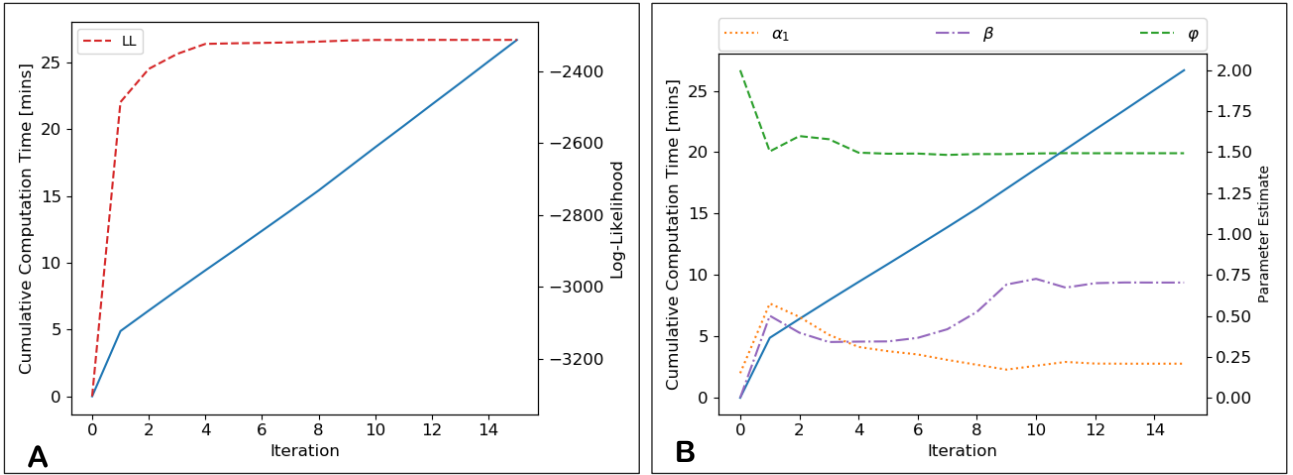 LL
25
20
15
10
5
0
Cumulative Computation Time [mins]
−2400
−2600
−2800
−3000
−3200
Log-Likelihood
0 2 4 6 8 10 12 14
Iteration
A
α₁ β φ
25
20
15
10
5
0
Cumulative Computation Time [mins]
2.00
1.75
1.50
1.25
1.00
0.75
0.50
0.25
0.00
Parameter Estimate
0 2 4 6 8 10 12 14
Iteration
B